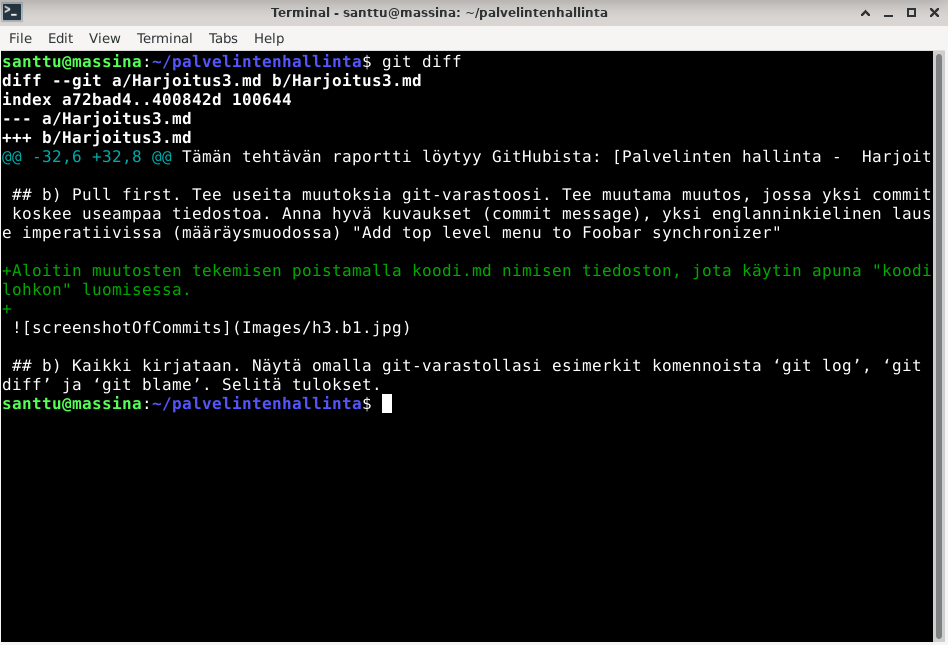 Terminal - santtu@massina: ~/palvelintenhallinta
File Edit View Terminal Tabs Help
santtu@massina:~/palvelintenhallinta$ git diff
diff --git a/Harjoitus3.md b/Harjoitus3.md
index a72bad4..400842d 100644
--- a/Harjoitus3.md
+++ b/Harjoitus3.md
@@ -32,6 +32,8 @@ Tämän tehtävän raportti löytyy GitHubista: [Palvelinten hallinta -  Harjoit
 ## b) Pull first. Tee useita muutoksia git-varastoosi. Tee muutama muutos, jossa yksi commit
 koskee useampaa tiedostoa. Anna hyvä kuvaukset (commit message), yksi englanninkielinen laus
e imperatiivissa (määräysmuodossa) "Add top level menu to Foobar synchronizer"
+Aloitin muutosten tekemisen poistamalla koodi.md nimisen tiedoston, jota käytin apuna "koodi
lohkon" luomisessa.
+
 ![screenshotOfCommits](Images/h3.b1.jpg)
 ## b) Kaikki kirjataan. Näytä omalla git-varastollasi esimerkit komennoista ‘git log’, ‘git
diff’ ja ‘git blame’. Selitä tulokset.
santtu@massina:~/palvelintenhallinta$